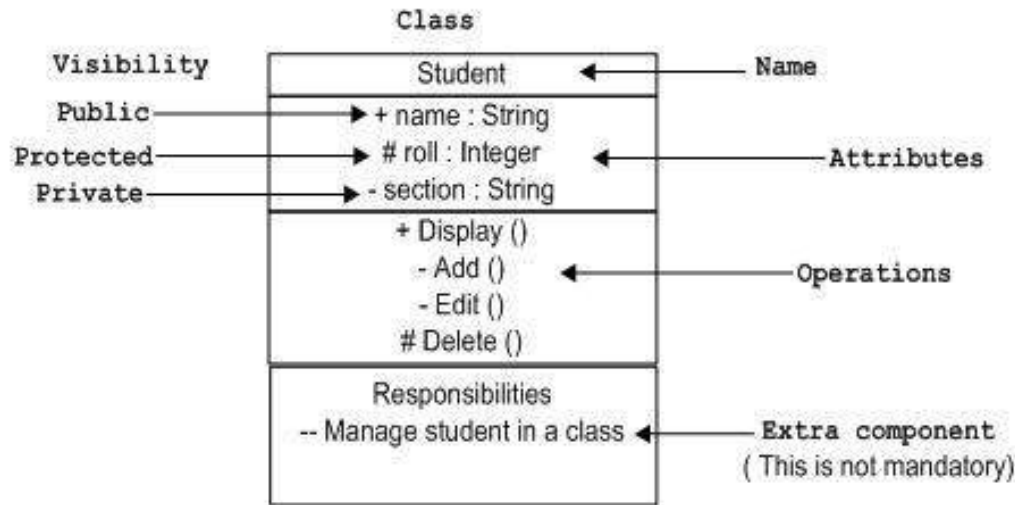 Class
Visibility
Student
Name
Public
+ name : String
Protected
# roll : Integer
Attributes
Private
- section : String
+ Display ()
- Add ()
Operations
- Edit ()
# Delete ()
Responsibilities
-- Manage student in a class
Extra component
( This is not mandatory)